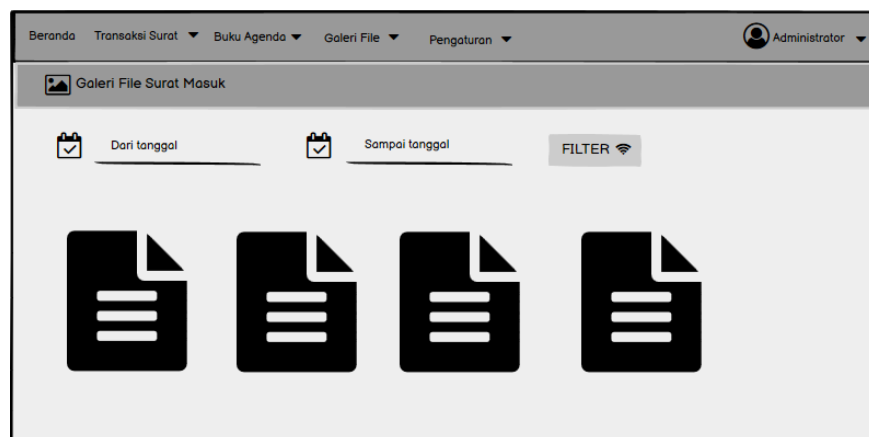 Beranda Transaksi Surat Buku Agenda Galeri File Pengaturan Administrator
Galeri File Surat Masuk
Dari tanggal Sampai tanggal FILTER